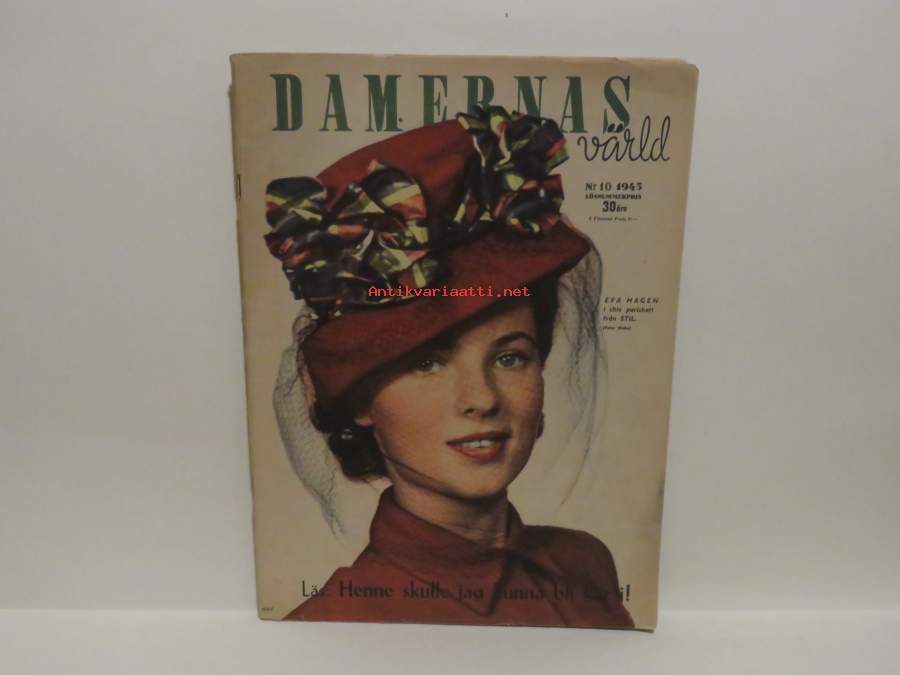 DAMERNAS
värld
Nr 10 1945
LÖSNUMMERPRIS
30 öre
EVA HAGEN
i chic parishatt
från STIL.
Antikvariaatti.net
Läs: Henne skulle jag kunna bli kär i!